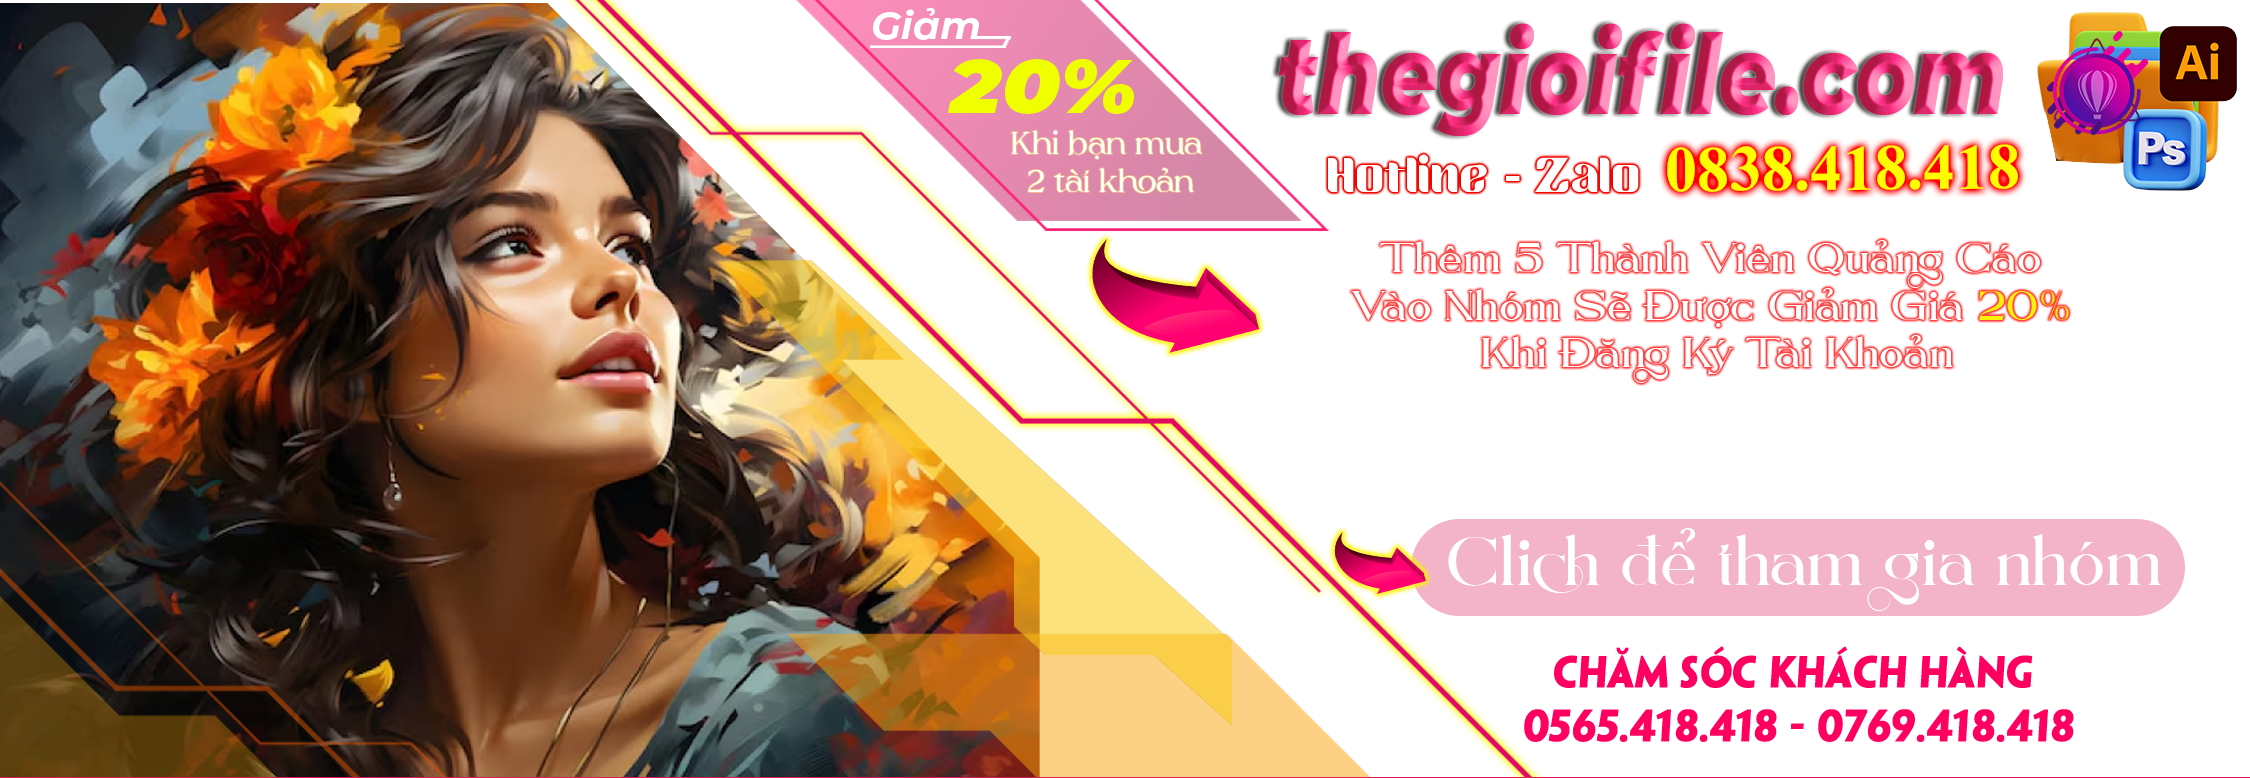 Giảm
20%
Khi bạn mua
2 tài khoản
thegioifile.com
Ai
Ps
Hotline - Zalo 0838.418.418
Thêm 5 Thành Viên Quảng Cáo
Vào Nhóm Sẽ Được Giảm Giá 20%
Khi Đăng Ký Tài Khoản
Clich để tham gia nhóm
CHĂM SÓC KHÁCH HÀNG
0565.418.418 - 0769.418.418